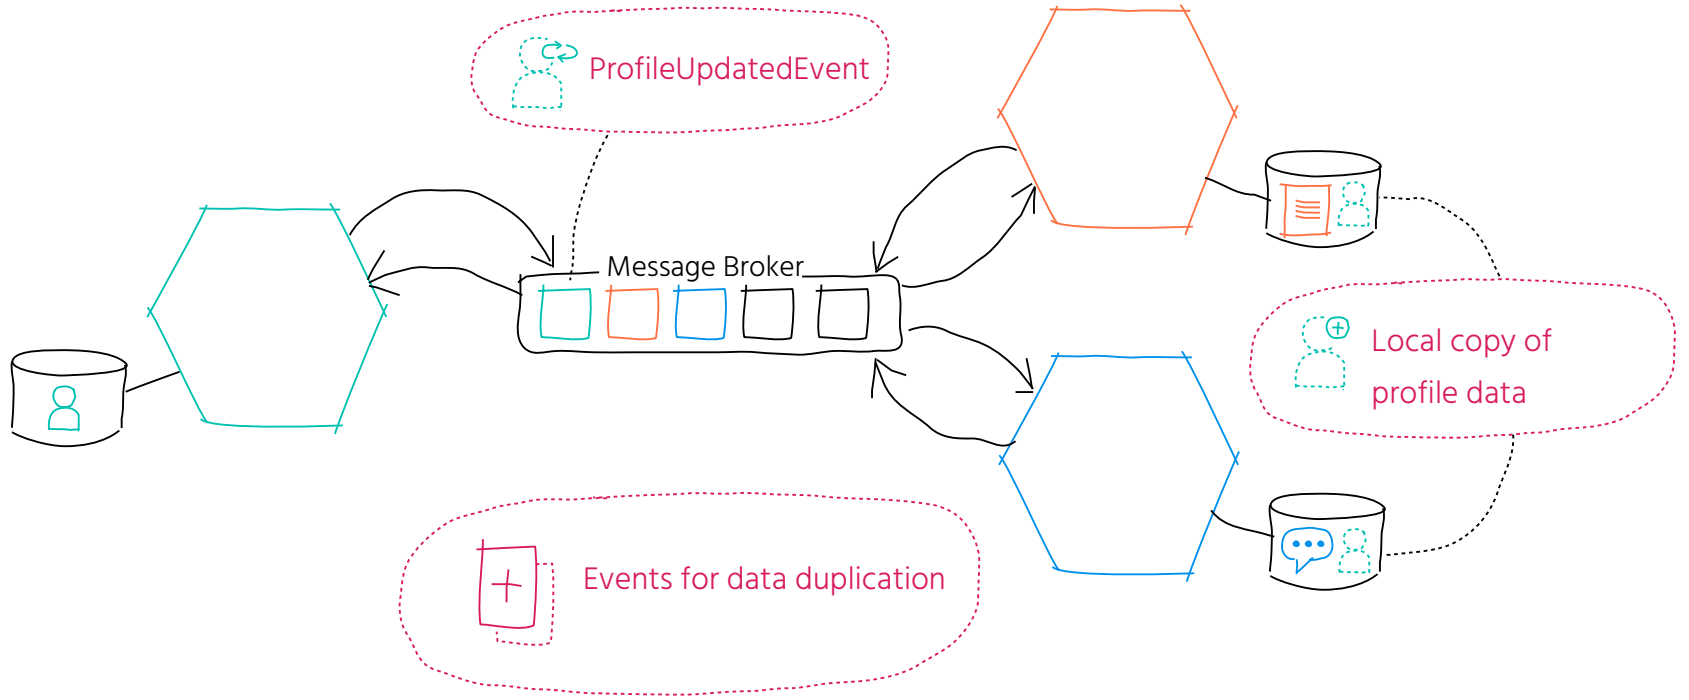 ProfileUpdatedEvent
Message Broker
Local copy of
profile data
Events for data duplication